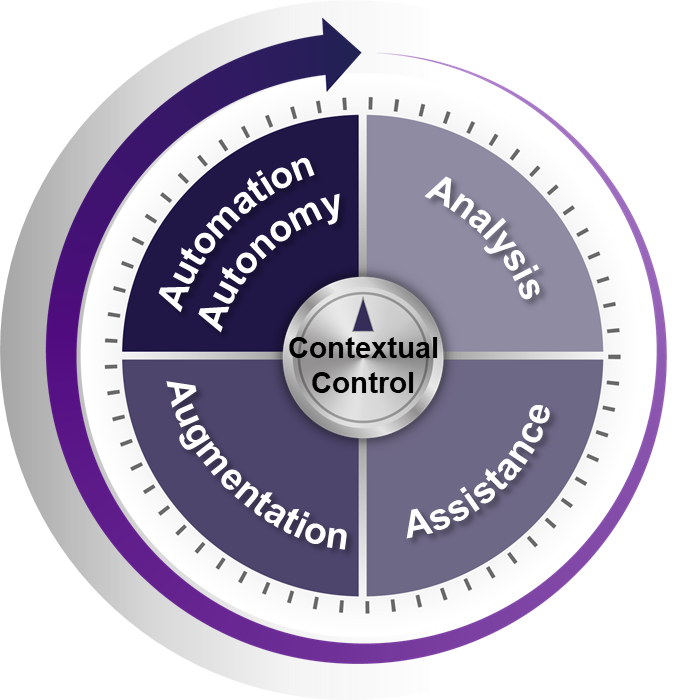 Automation
Autonomy
Analysis
Contextual
Control
Augmentation
Assistance